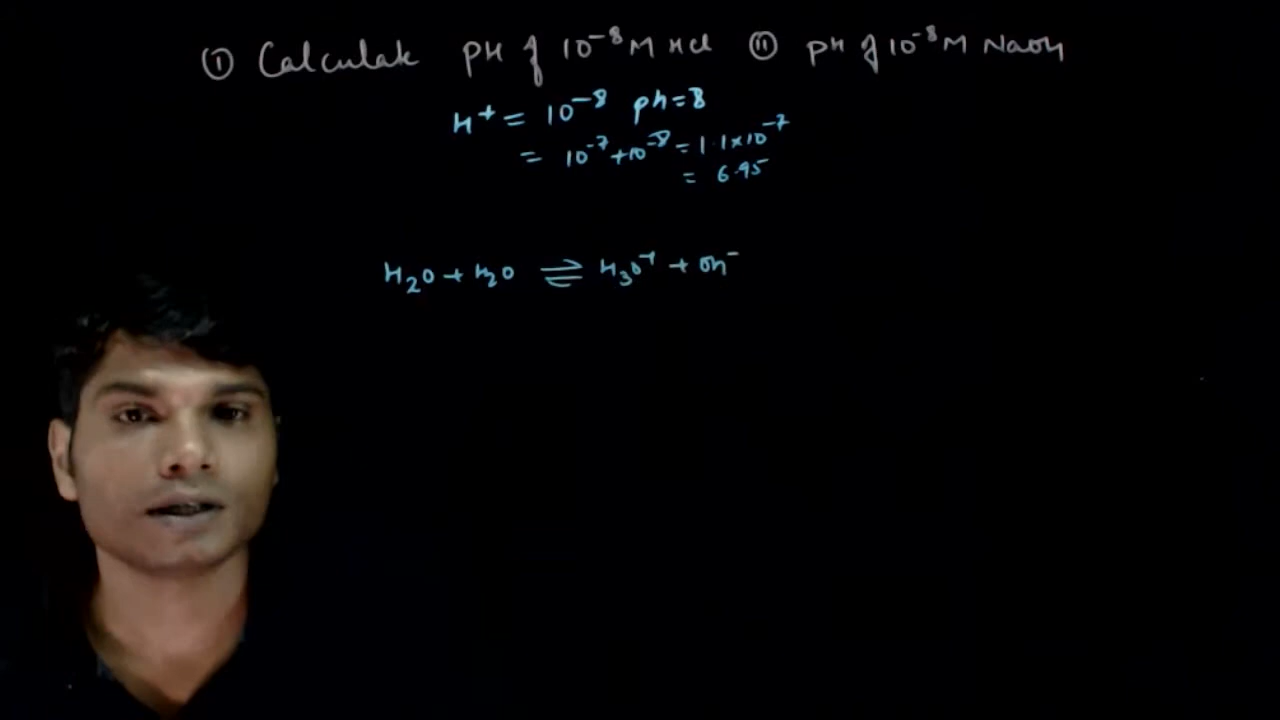 ① Calculate pH of 10⁻⁸M HCl ② pH of 10⁻⁸M NaOH
H⁺ = 10⁻⁸ pH = 8
= 10⁻⁷ + 10⁻⁸ = 1.1×10⁻⁷
= 6.95
H₂O + H₂O ⇌ H₃O⁺ + OH⁻